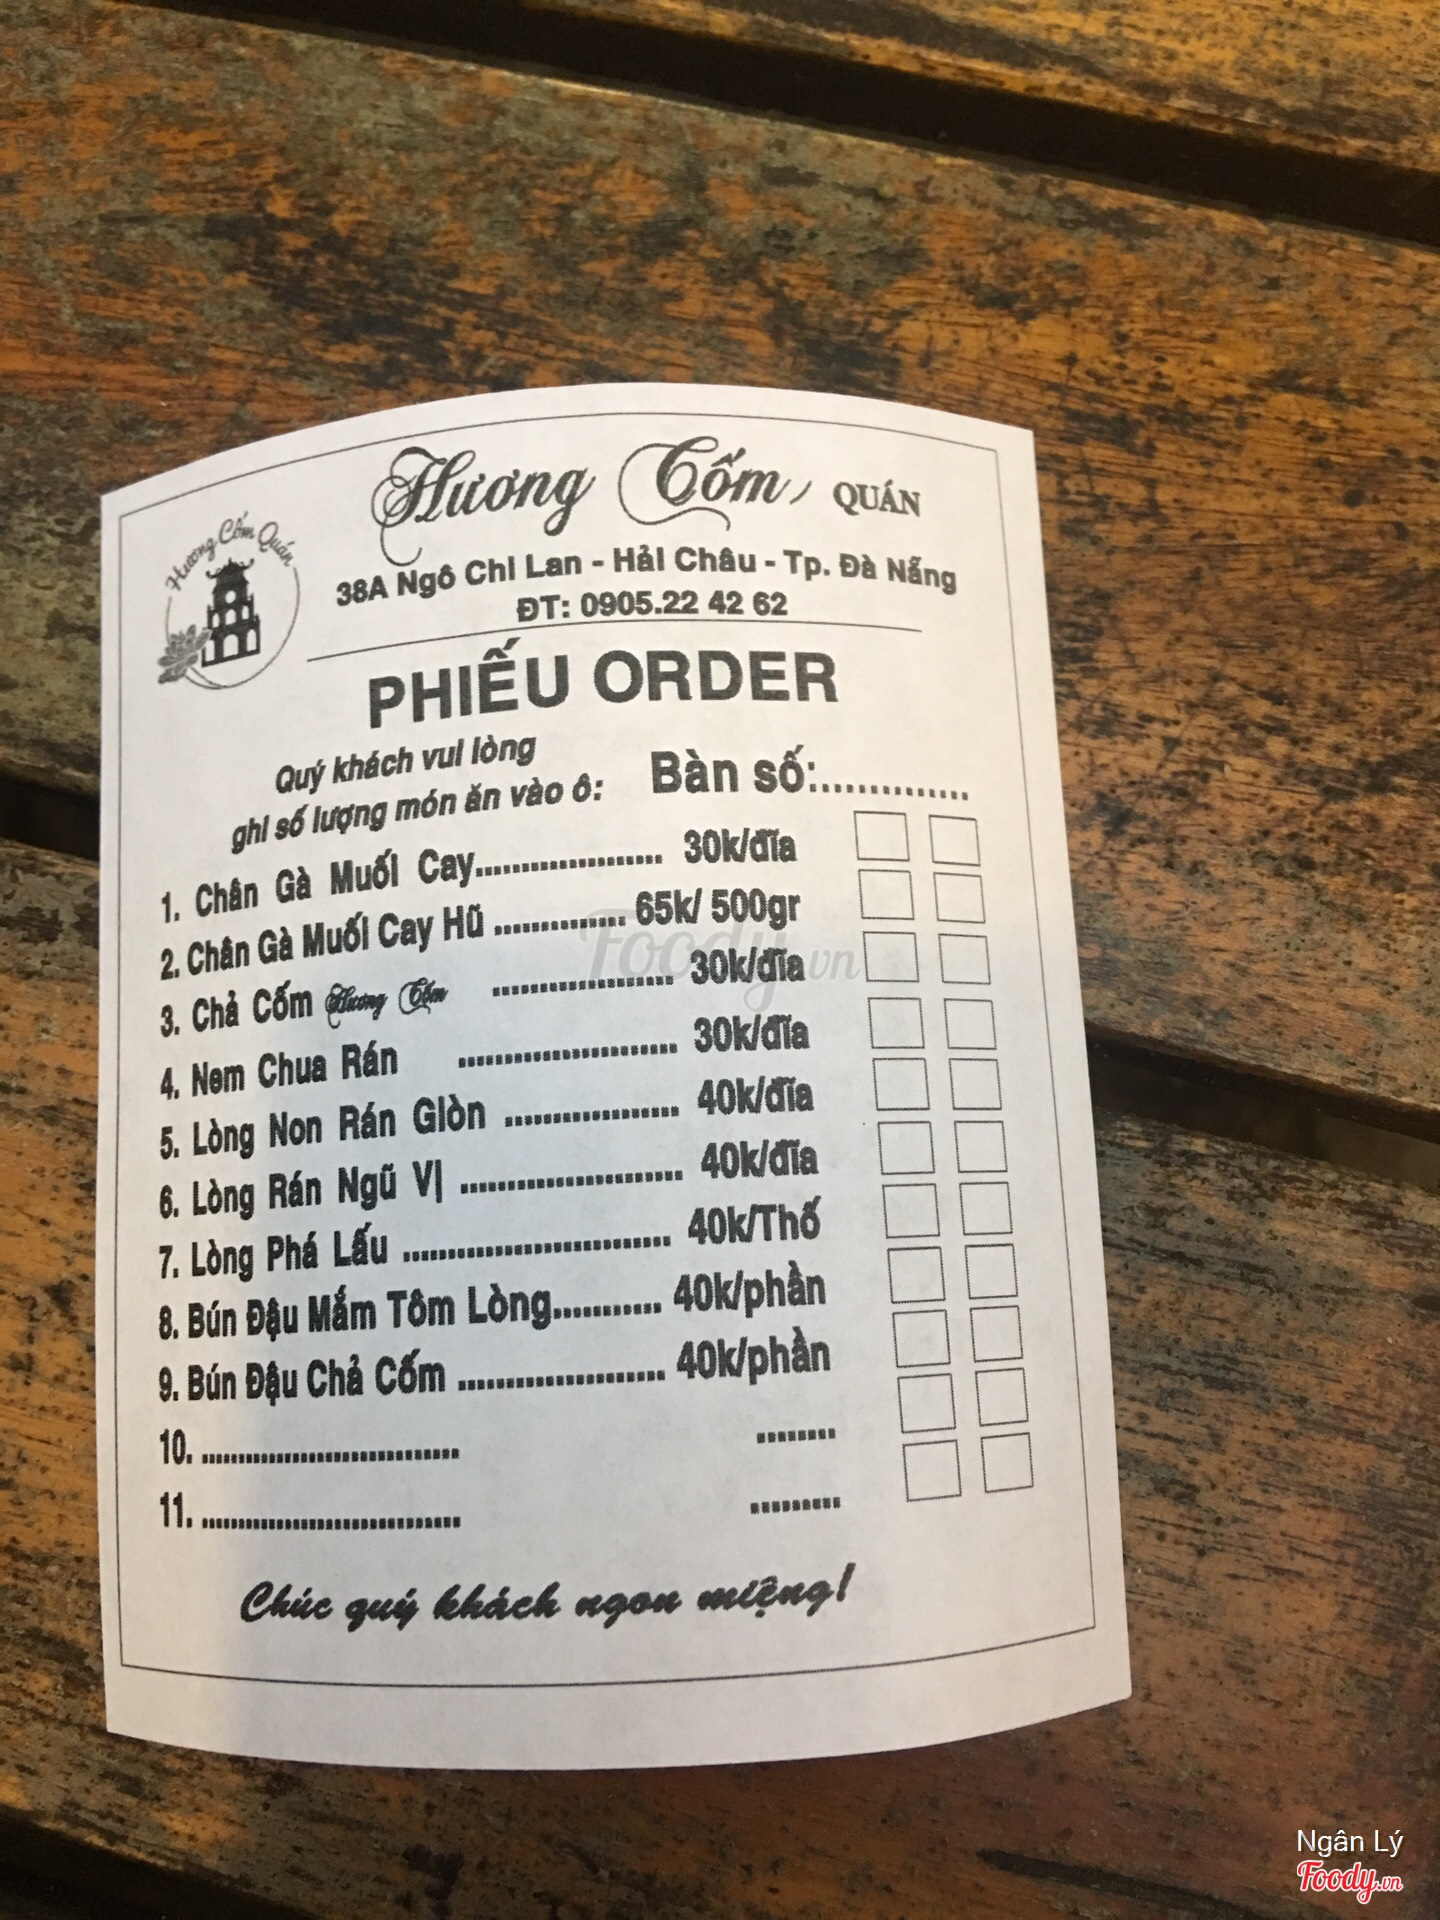 Hương Cốm QUÁN
Hương Cốm Quán
38A Ngô Chi Lan - Hải Châu - Tp. Đà Nẵng
ĐT: 0905.22 42 62
PHIẾU ORDER
Quý khách vui lòng
ghi số lượng món ăn vào ô:
Bàn số:..............
1. Chân Gà Muối Cay.................... 30k/đĩa
2. Chân Gà Muối Cay Hũ .............. 65k/ 500gr
3. Chả Cốm Hương Cốm .................... 30k/đĩa
4. Nem Chua Rán ........................ 30k/đĩa
5. Lòng Non Rán Giòn ................... 40k/đĩa
6. Lòng Rán Ngũ Vị ........................ 40k/đĩa
7. Lòng Phá Lấu ............................. 40k/Thố
8. Bún Đậu Mắm Tôm Lòng............ 40k/phần
9. Bún Đậu Chả Cốm ...................... 40k/phần
10. ............................ ........
11. ............................ .........
Chúc quý khách ngon miệng!
Foody.vn
Ngân Lý
Foody.vn